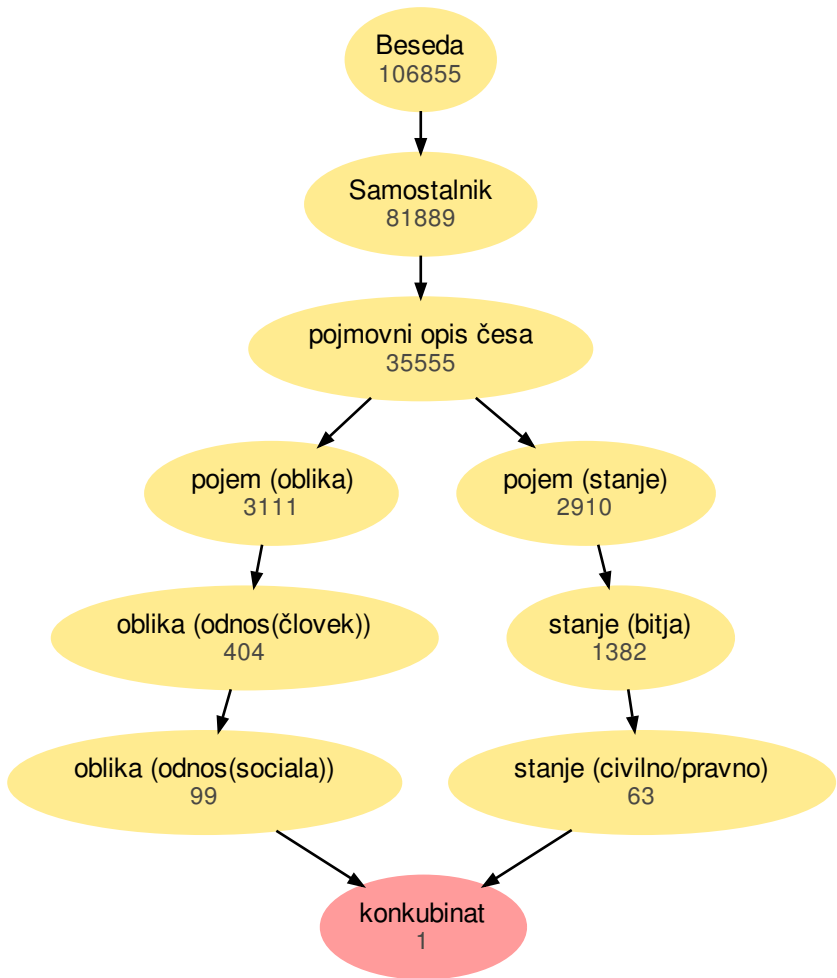 Beseda
106855
Samostalnik
81889
pojmovni opis česa
35555
pojem (oblika)
3111
pojem (stanje)
2910
oblika (odnos(človek))
404
stanje (bitja)
1382
oblika (odnos(sociala))
99
stanje (civilno/pravno)
63
konkubinat
1